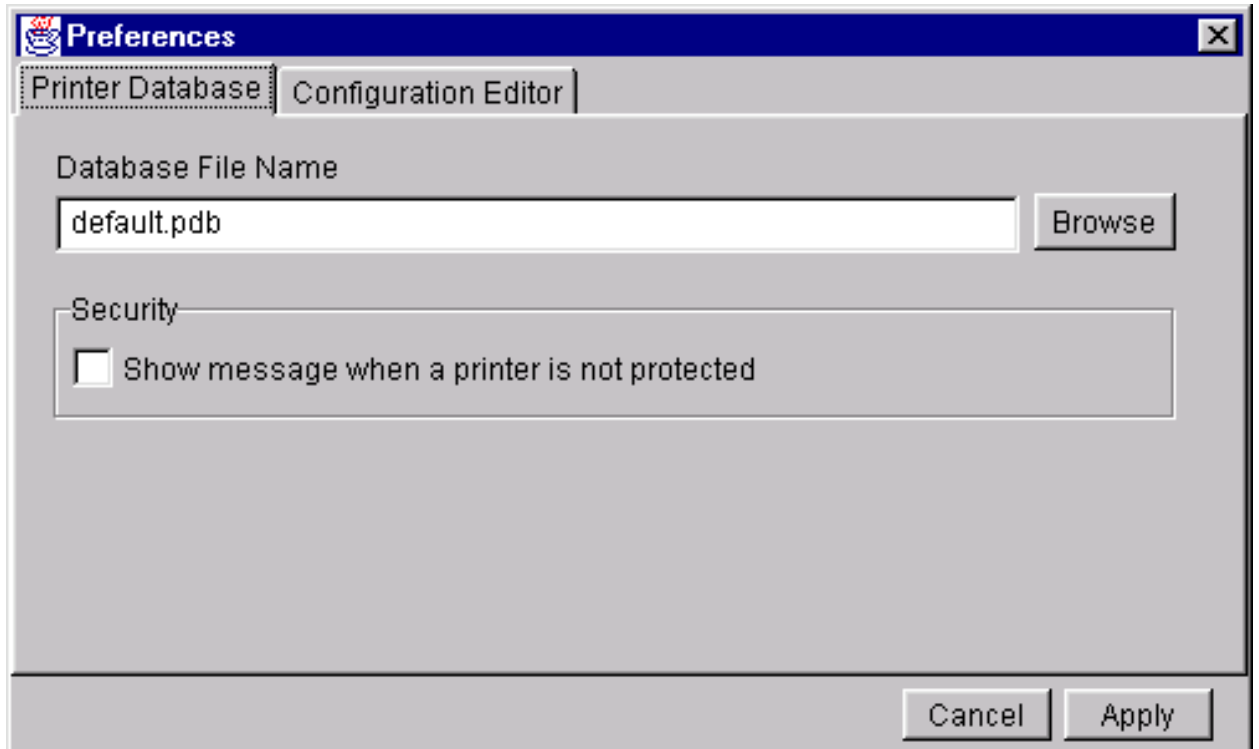 Preferences
Printer Database Configuration Editor
Database File Name
default.pdb Browse
Security
Show message when a printer is not protected
Cancel Apply